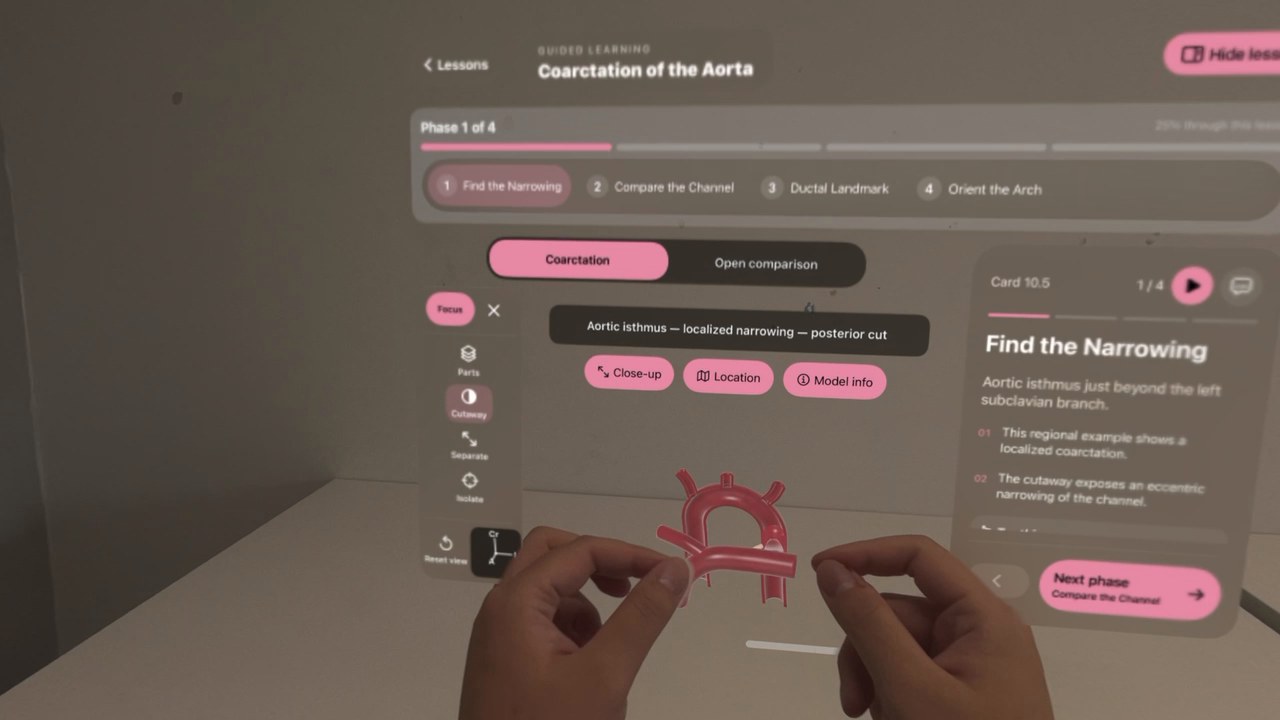 Lessons
GUIDED LEARNING
Coarctation of the Aorta
Hide less
Phase 1 of 4
25% through this
1 Find the Narrowing
2 Compare the Channel
3 Ductal Landmark
4 Orient the Arch
Coarctation
Open comparison
Focus
Parts
Cutaway
Separate
Isolate
Reset view
Cr
A
Aortic isthmus — localized narrowing — posterior cut
Close-up
Location
Model info
Card 10.5
1 / 4
Find the Narrowing
Aortic isthmus just beyond the left
subclavian branch.
01 This regional example shows a
localized coarctation.
02 The cutaway exposes an eccentric
narrowing of the channel.
Next phase
Compare the Channel